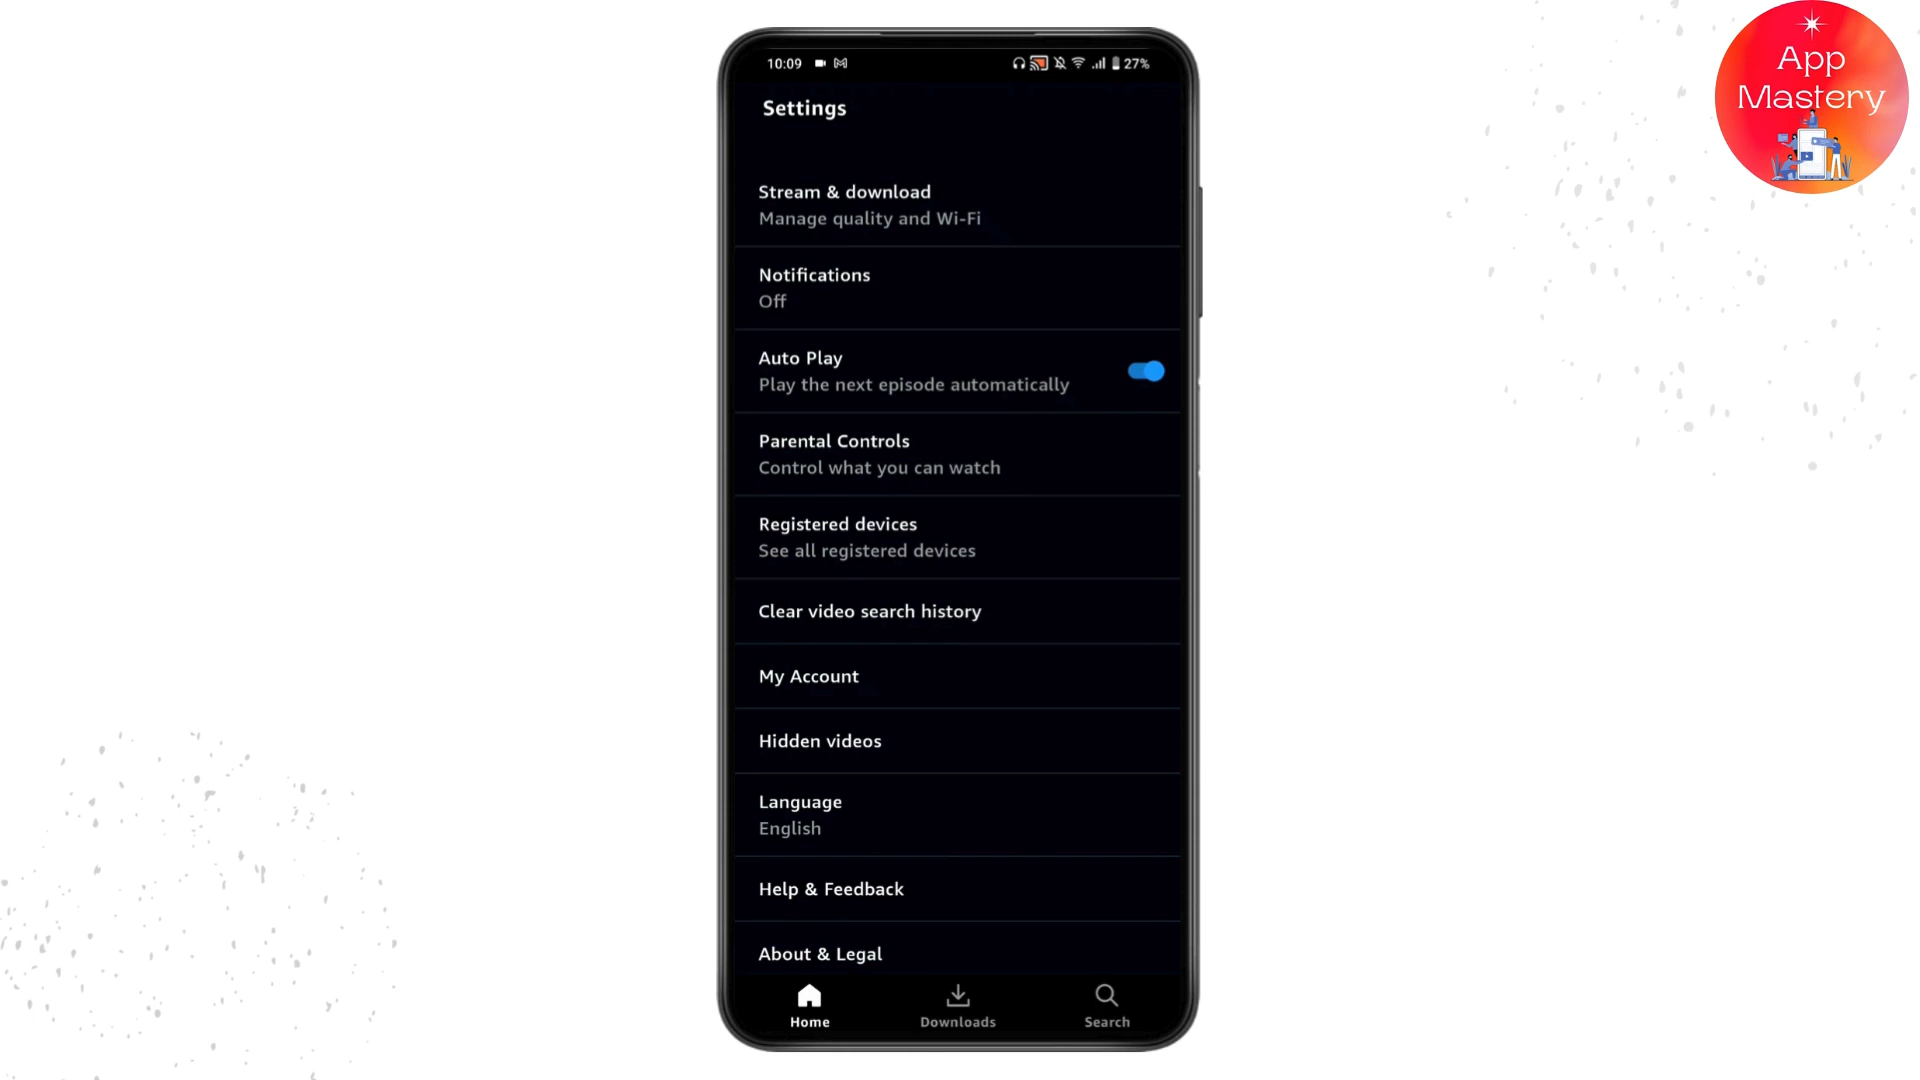 10:09
27%
Settings
Stream & download
Manage quality and Wi-Fi
Notifications
Off
Auto Play
Play the next episode automatically
Parental Controls
Control what you can watch
Registered devices
See all registered devices
Clear video search history
My Account
Hidden videos
Language
English
Help & Feedback
About & Legal
Home
Downloads
Search
App
Mastery